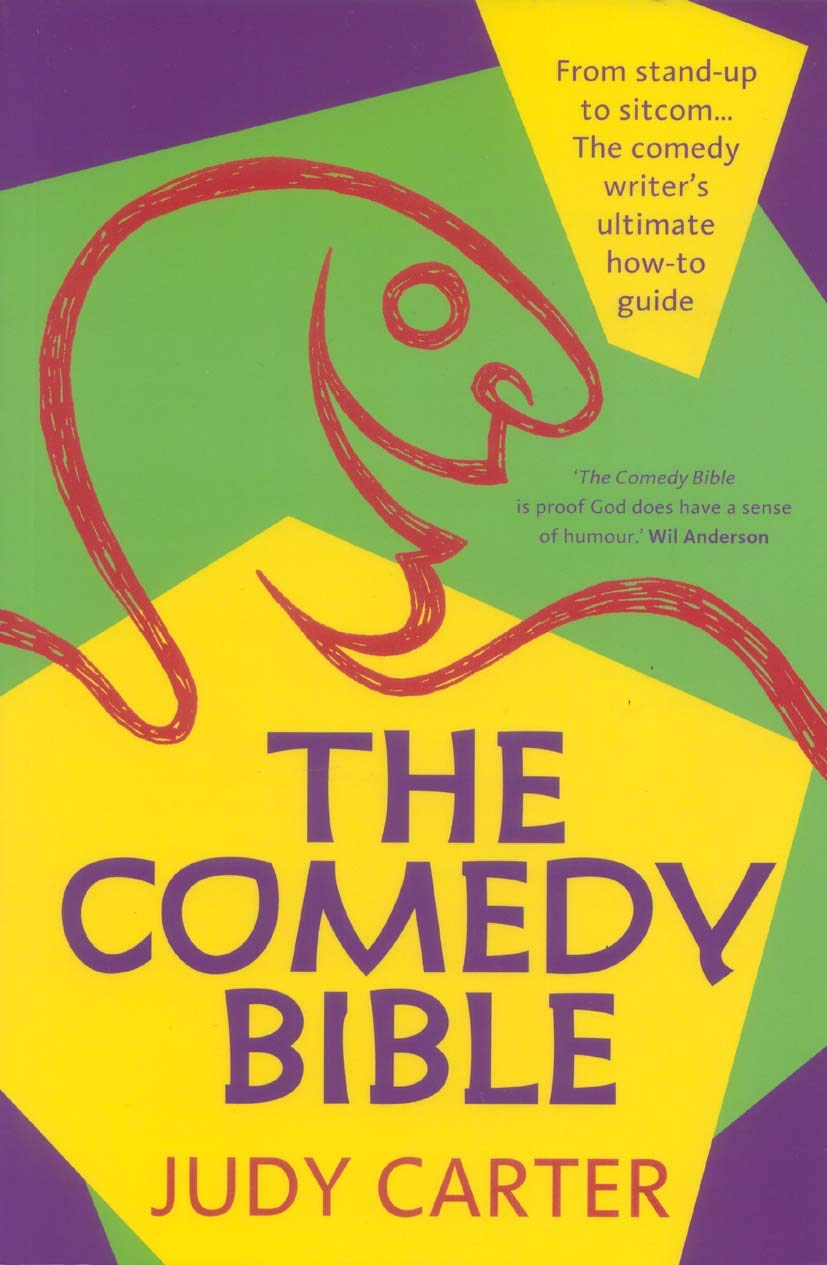 From stand-up
to sitcom...
The comedy
writer's
ultimate
how-to
guide
'The Comedy Bible
is proof God does have a sense
of humour.' Wil Anderson
THE
COMEDY
BIBLE
JUDY CARTER